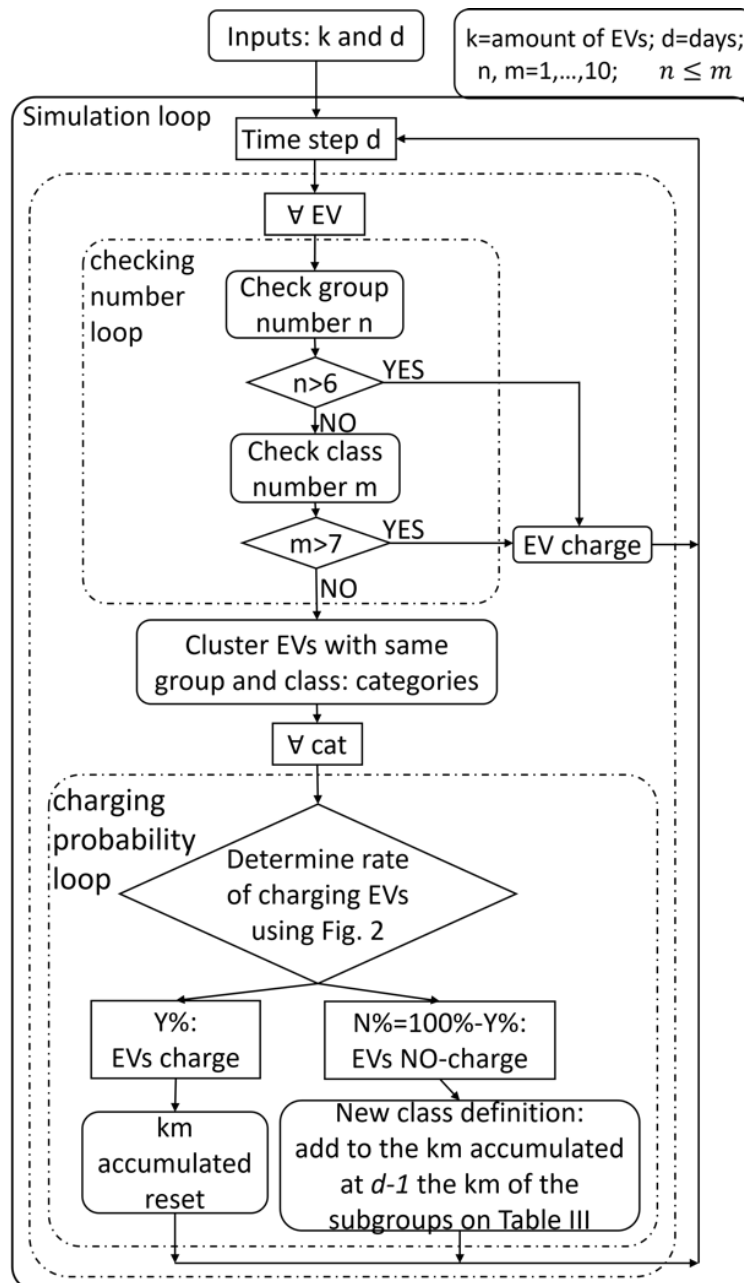 Inputs: k and d
k=amount of EVs; d=days;
n, m=1,...,10; n ≤ m
Simulation loop
Time step d
∀ EV
checking
number
loop
Check group
number n
n>6
YES
NO
Check class
number m
m>7
YES
EV charge
NO
Cluster EVs with same
group and class: categories
∀ cat
charging
probability
loop
Determine rate
of charging EVs
using Fig. 2
Y%:
EVs charge
N%=100%-Y%:
EVs NO-charge
km
accumulated
reset
New class definition:
add to the km accumulated
at d-1 the km of the
subgroups on Table III